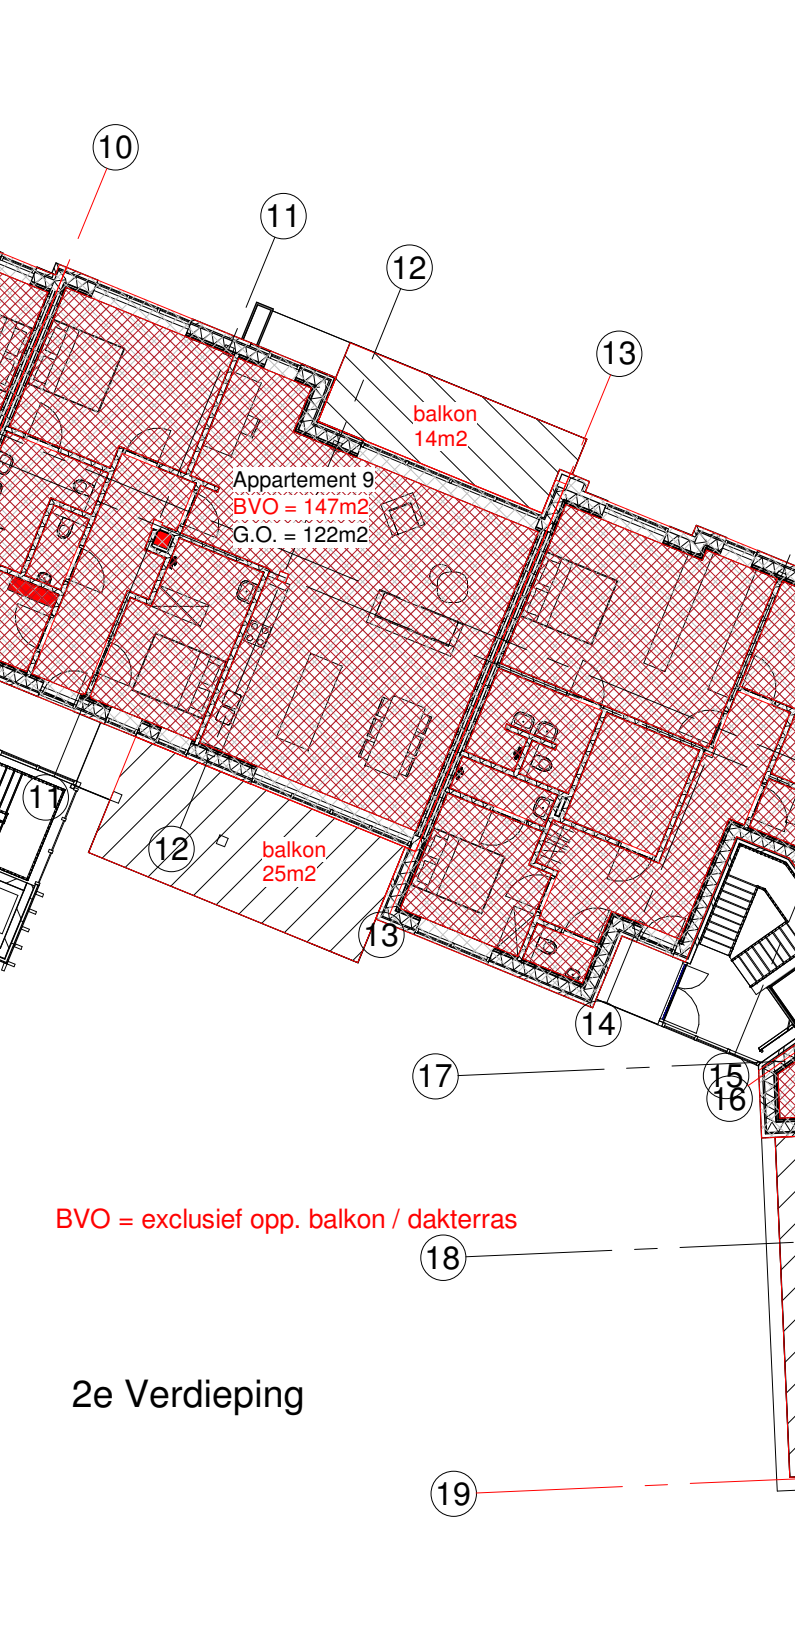 10
11
12
13
balkon
14m2
Appartement 9
BVO = 147m2
G.O. = 122m2
11
12
balkon
25m2
13
14
17
15
16
BVO = exclusief opp. balkon / dakterras
18
2e Verdieping
19